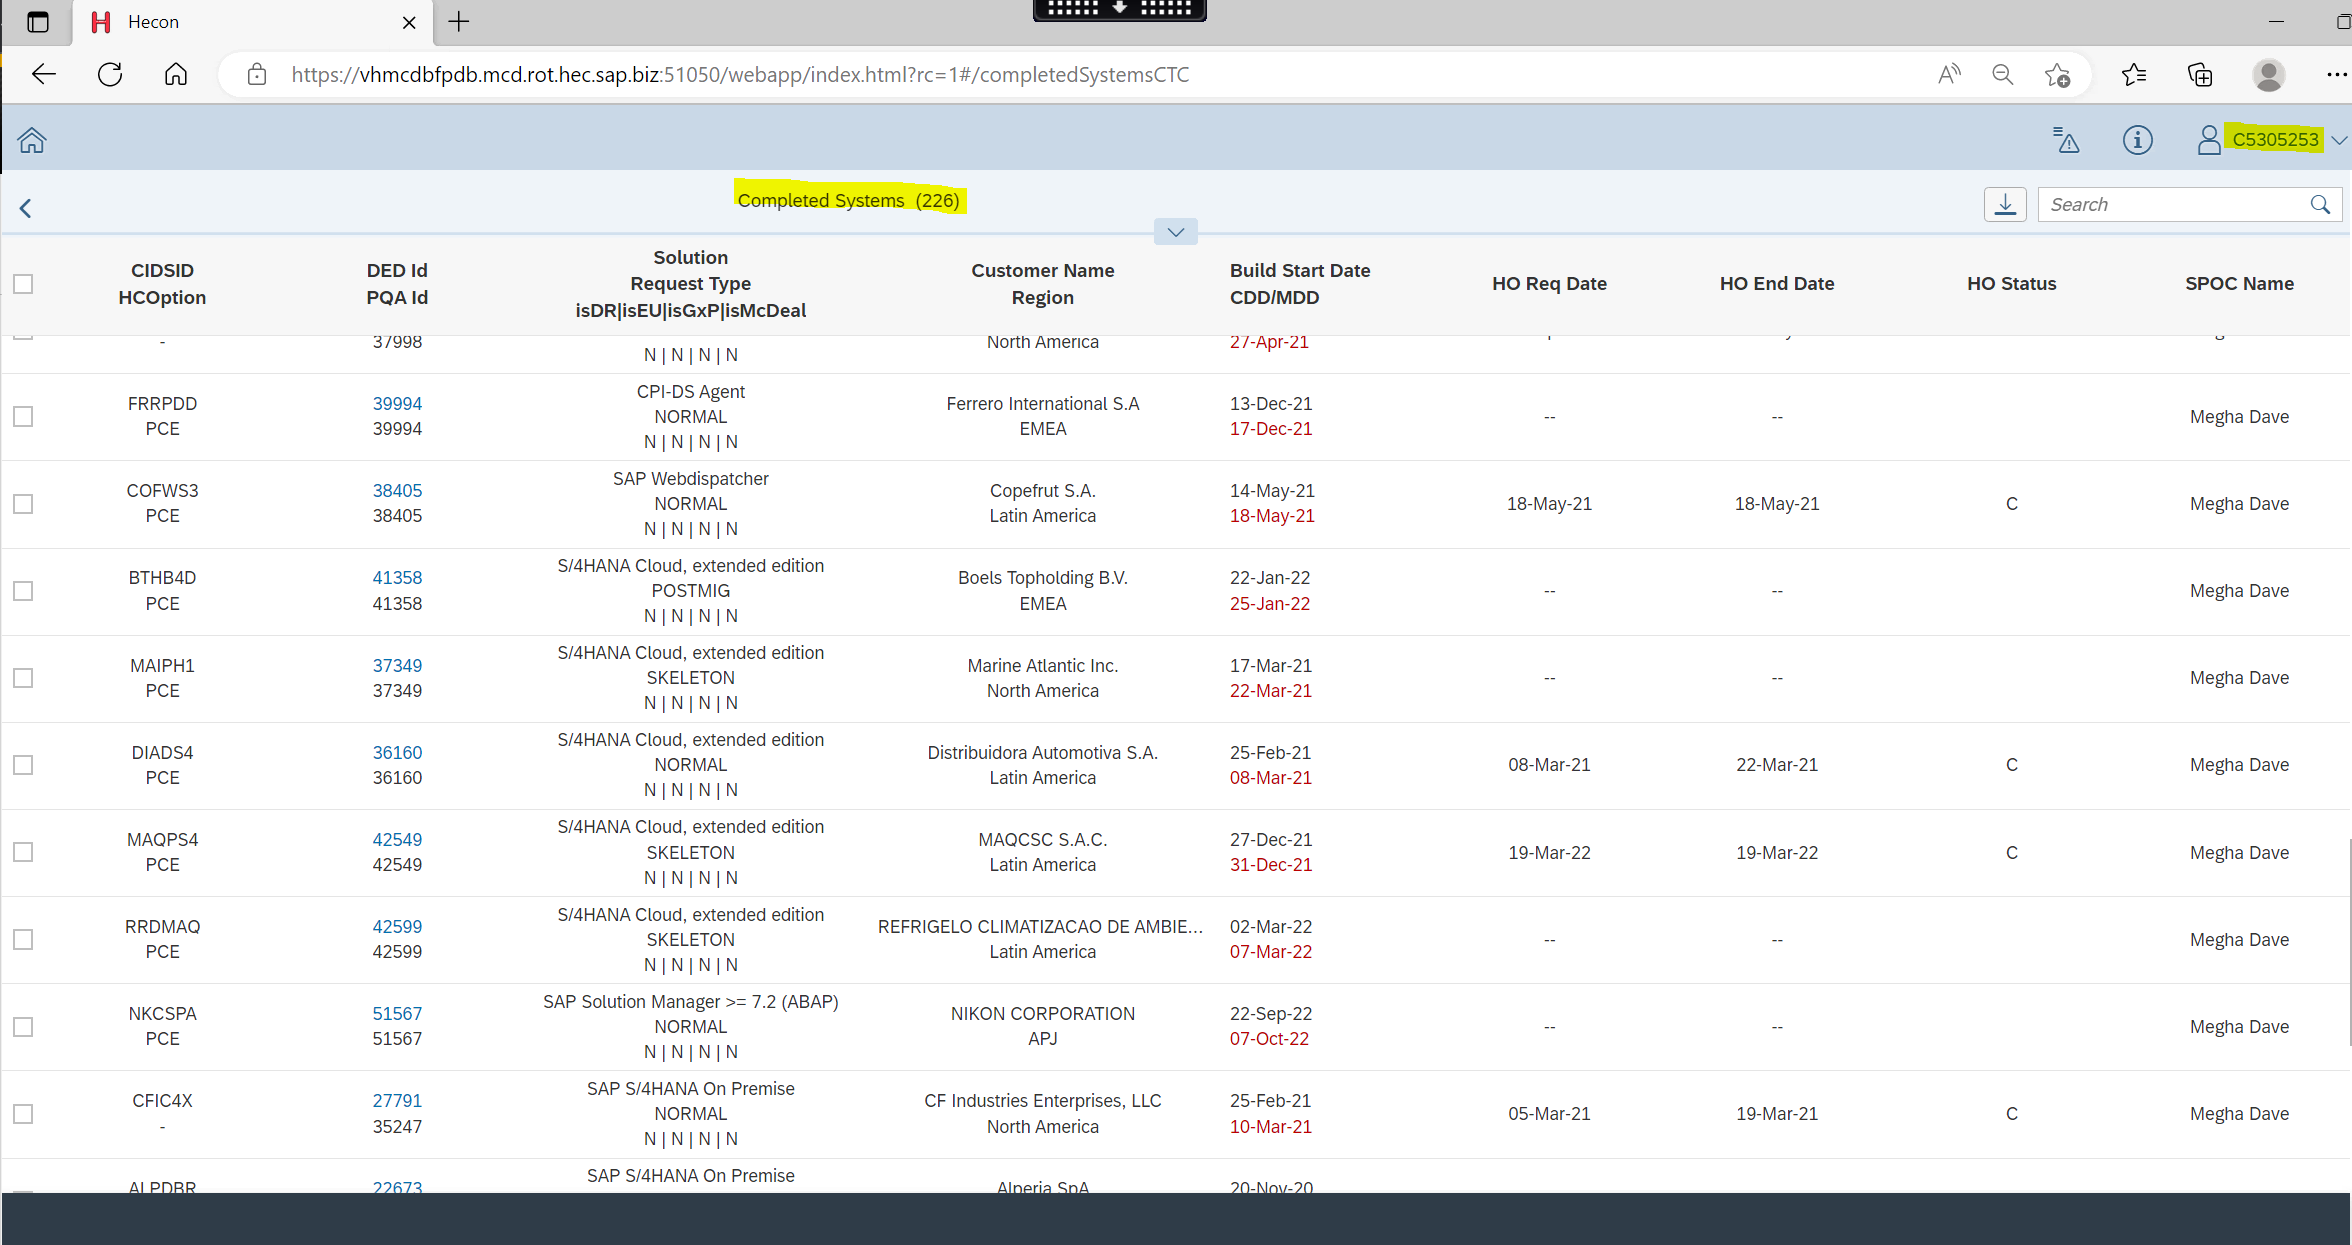 Hecon
https://vhmcdbfpdb.mcd.rot.hec.sap.biz:51050/webapp/index.html?rc=1#/completedSystemsCTC
C5305253
Completed Systems (226)
Search
CIDSID
HCOption
DED Id
PQA Id
Solution
Request Type
isDR|isEU|isGxP|isMcDeal
Customer Name
Region
Build Start Date
CDD/MDD
HO Req Date
HO End Date
HO Status
SPOC Name
-
37998
N | N | N | N
North America
27-Apr-21
FRRPDD
PCE
39994
39994
CPI-DS Agent
NORMAL
N | N | N | N
Ferrero International S.A
EMEA
13-Dec-21
17-Dec-21
--
--
Megha Dave
COFWS3
PCE
38405
38405
SAP Webdispatcher
NORMAL
N | N | N | N
Copefrut S.A.
Latin America
14-May-21
18-May-21
18-May-21
18-May-21
C
Megha Dave
BTHB4D
PCE
41358
41358
S/4HANA Cloud, extended edition
POSTMIG
N | N | N | N
Boels Topholding B.V.
EMEA
22-Jan-22
25-Jan-22
--
--
Megha Dave
MAIPH1
PCE
37349
37349
S/4HANA Cloud, extended edition
SKELETON
N | N | N | N
Marine Atlantic Inc.
North America
17-Mar-21
22-Mar-21
--
--
Megha Dave
DIADS4
PCE
36160
36160
S/4HANA Cloud, extended edition
NORMAL
N | N | N | N
Distribuidora Automotiva S.A.
Latin America
25-Feb-21
08-Mar-21
08-Mar-21
22-Mar-21
C
Megha Dave
MAQPS4
PCE
42549
42549
S/4HANA Cloud, extended edition
SKELETON
N | N | N | N
MAQCSC S.A.C.
Latin America
27-Dec-21
31-Dec-21
19-Mar-22
19-Mar-22
C
Megha Dave
RRDMAQ
PCE
42599
42599
S/4HANA Cloud, extended edition
SKELETON
N | N | N | N
REFRIGELO CLIMATIZACAO DE AMBIE...
Latin America
02-Mar-22
07-Mar-22
--
--
Megha Dave
NKCSPA
PCE
51567
51567
SAP Solution Manager >= 7.2 (ABAP)
NORMAL
N | N | N | N
NIKON CORPORATION
APJ
22-Sep-22
07-Oct-22
--
--
Megha Dave
CFIC4X
-
27791
35247
SAP S/4HANA On Premise
NORMAL
N | N | N | N
CF Industries Enterprises, LLC
North America
25-Feb-21
10-Mar-21
05-Mar-21
19-Mar-21
C
Megha Dave
ALPDBR
22673
SAP S/4HANA On Premise
Alperia SpA
20-Nov-20